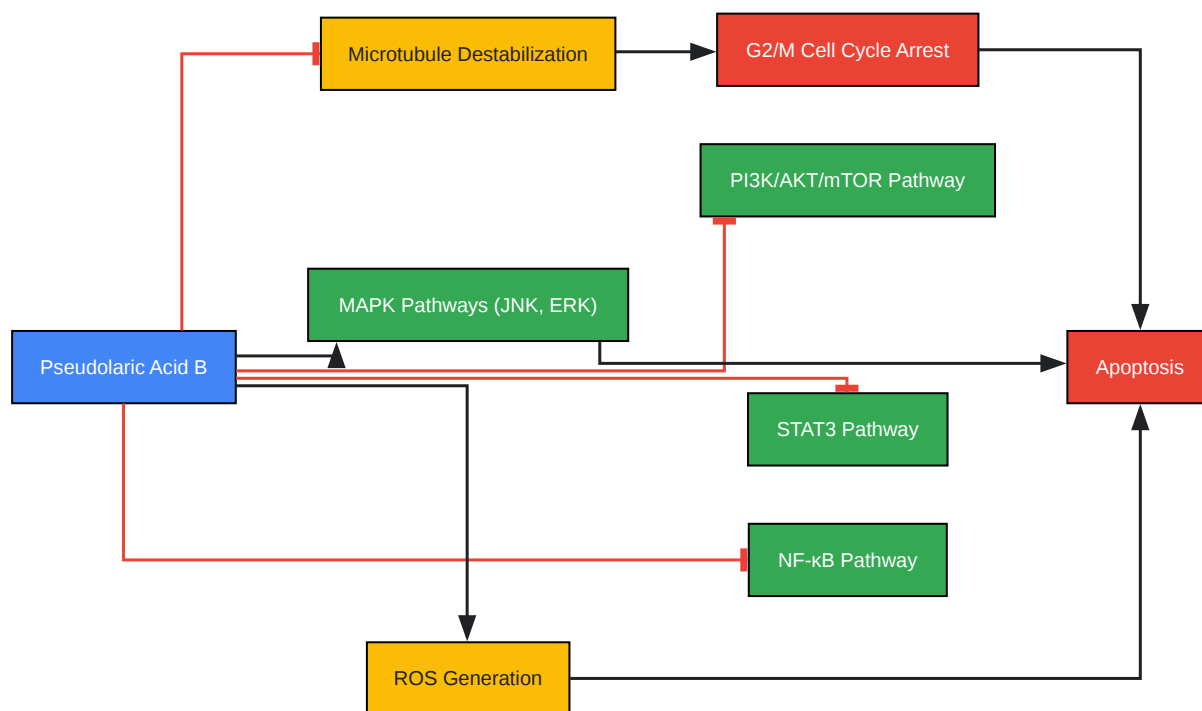 Microtubule Destabilization
G2/M Cell Cycle Arrest
PI3K/AKT/mTOR Pathway
MAPK Pathways (JNK, ERK)
Pseudolaric Acid B
Apoptosis
STAT3 Pathway
NF-κB Pathway
ROS Generation